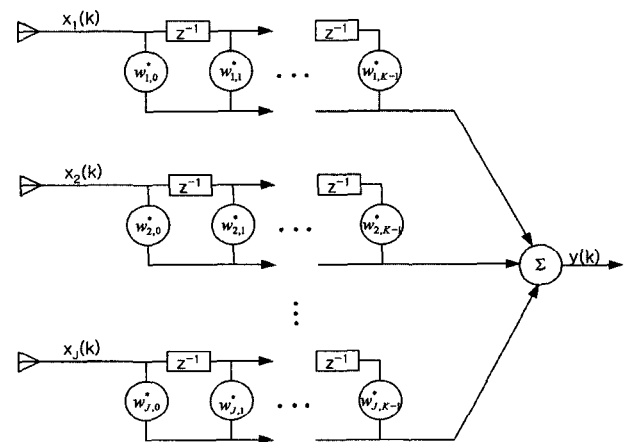 x₁(k)
z⁻¹ z⁻¹
w*₁,₀ w*₁,₁ ... w*₁,K₋₁
x₂(k)
z⁻¹ z⁻¹
w*₂,₀ w*₂,₁ ... w*₂,K₋₁
Σ y(k)
x_J(k)
z⁻¹ z⁻¹
w*_J,₀ w*_J,₁ ... w*_J,K₋₁